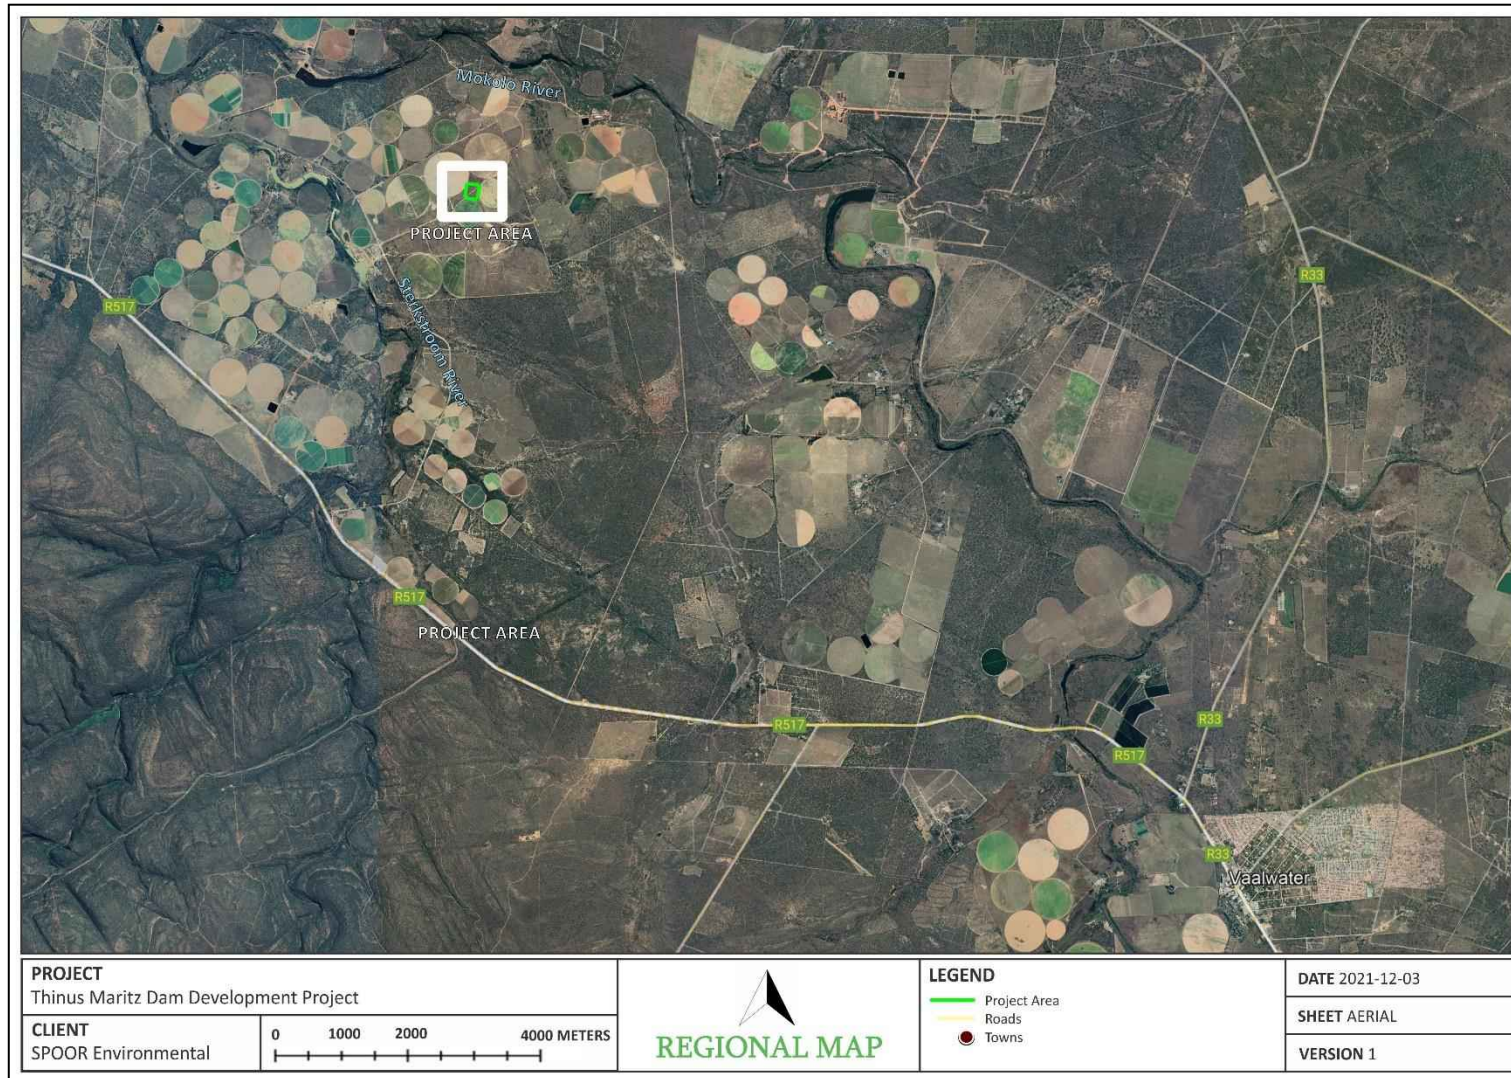 Mokolo River
PROJECT AREA
R33
R517
Sterkstroom River
R517
PROJECT AREA
R517
R33
R517
R33
Vaalwater
PROJECT
Thinus Maritz Dam Development Project
CLIENT
SPOOR Environmental
0 1000 2000 4000 METERS
REGIONAL MAP
LEGEND
Project Area
Roads
Towns
DATE 2021-12-03
SHEET AERIAL
VERSION 1